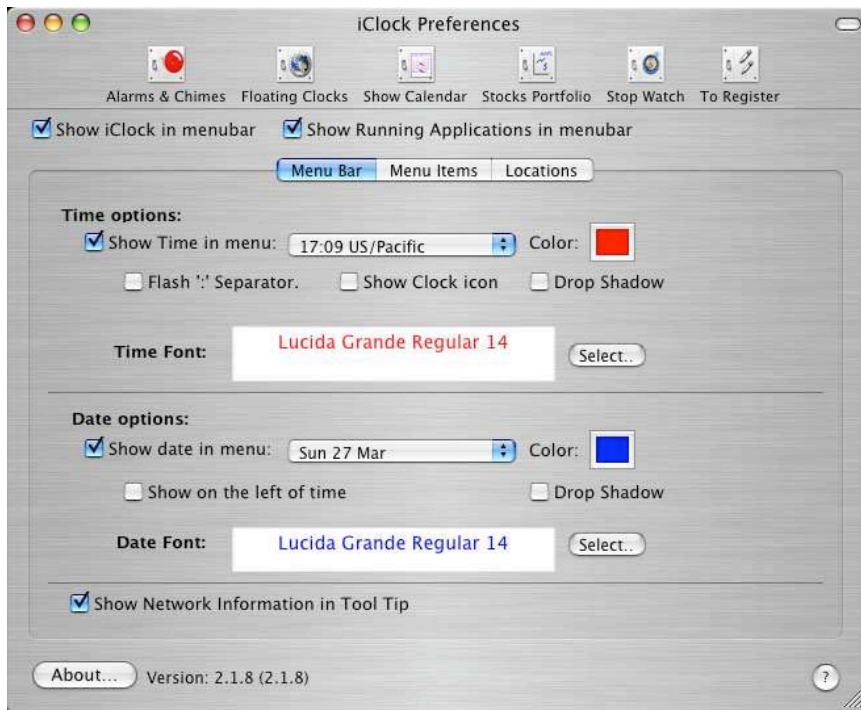 iClock Preferences
Alarms & Chimes Floating Clocks Show Calendar Stocks Portfolio Stop Watch To Register
Show iClock in menubar Show Running Applications in menubar
Menu Bar Menu Items Locations
Time options:
Show Time in menu: 17:09 US/Pacific Color:
Flash ':' Separator. Show Clock icon Drop Shadow
Time Font: Lucida Grande Regular 14 Select..
Date options:
Show date in menu: Sun 27 Mar Color:
Show on the left of time Drop Shadow
Date Font: Lucida Grande Regular 14 Select..
Show Network Information in Tool Tip
About... Version: 2.1.8 (2.1.8) ?